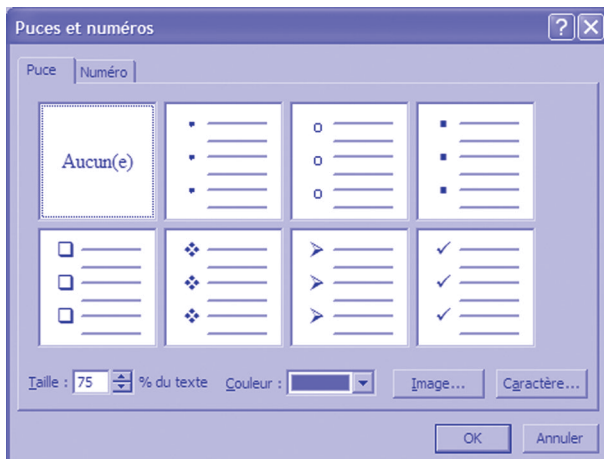 Puces et numéros
Puce Numéro
Aucun(e)
Taille : 75 % du texte Couleur : Image... Caractère...
OK Annuler